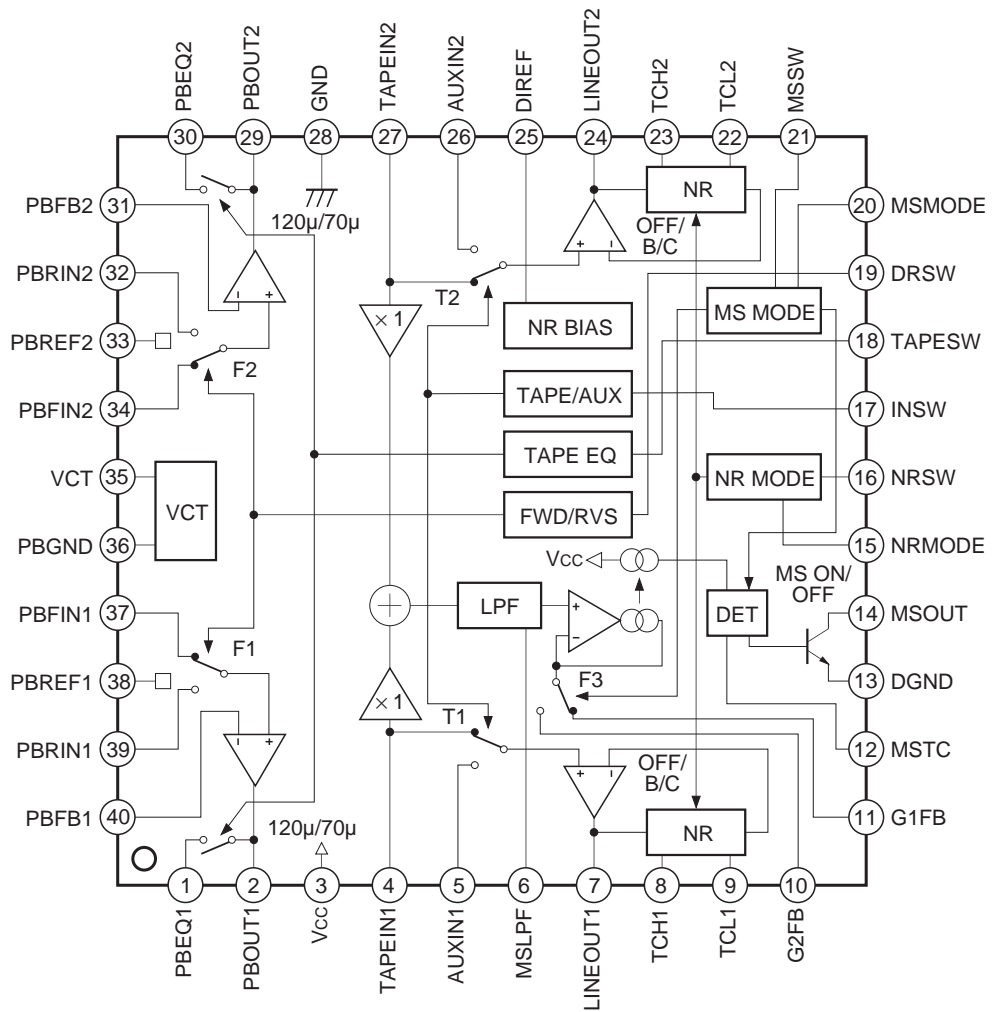 PBEQ2
PBOUT2
GND
TAPEIN2
AUXIN2
DIREF
LINEOUT2
TCH2
TCL2
MSSW
30
29
28
27
26
25
24
23
22
21
PBFB2
31
120μ/70μ
OFF/
B/C
NR
20
MSMODE
PBRIN2
32
19
DRSW
PBREF2
33
F2
× 1
T2
NR BIAS
MS MODE
18
TAPESW
PBFIN2
34
TAPE/AUX
17
INSW
VCT
35
VCT
TAPE EQ
NR MODE
16
NRSW
PBGND
36
FWD/RVS
15
NRMODE
Vcc
MS ON/
OFF
PBFIN1
37
LPF
DET
14
MSOUT
F1
F3
PBREF1
38
13
DGND
× 1
T1
PBRIN1
39
12
MSTC
OFF/
B/C
PBFB1
40
120μ/70μ
NR
11
G1FB
1
2
3
4
5
6
7
8
9
10
PBEQ1
PBOUT1
Vcc
TAPEIN1
AUXIN1
MSLPF
LINEOUT1
TCH1
TCL1
G2FB